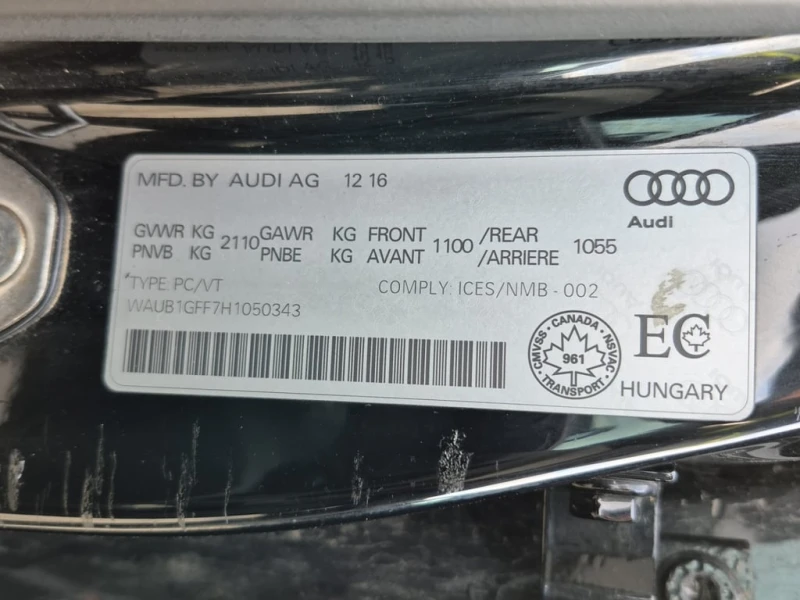 MFD. BY AUDI AG 12 16
Audi
GVWR KG 2110 GAWR KG FRONT 1100 /REAR 1055
PNVB KG PNBE KG AVANT /ARRIERE
TYPE: PC/VT COMPLY: ICES/NMB - 002
WAUB1GFF7H1050343
CMVSS · CANADA · NSVAC
961
TRANSPORT
EC
HUNGARY